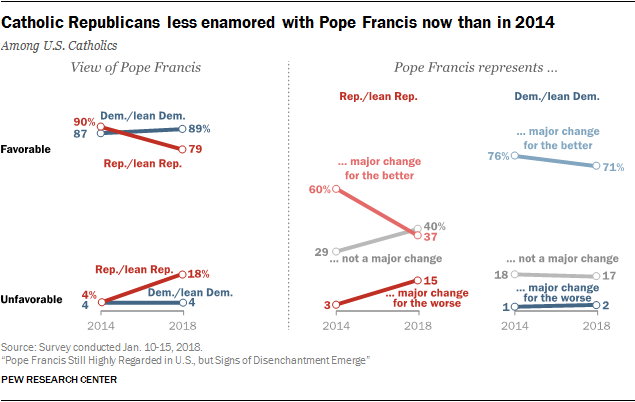 Catholic Republicans less enamored with Pope Francis now than in 2014
Among U.S. Catholics
View of Pope Francis
Dem./lean Dem.
90%
87
89%
79
Favorable
Rep./lean Rep.
Rep./lean Rep.
18%
4%
4
Dem./lean Dem.
4
Unfavorable
2014
2018
Pope Francis represents ...
Rep./lean Rep.
... major change
for the better
60%
40%
37
29
... not a major change
15
3
... major change
for the worse
2014
2018
Dem./lean Dem.
... major change
for the better
76%
71%
... not a major change
18
17
... major change
for the worse
1
2
2014
2018
Source: Survey conducted Jan. 10-15, 2018.
“Pope Francis Still Highly Regarded in U.S., but Signs of Disenchantment Emerge”
PEW RESEARCH CENTER